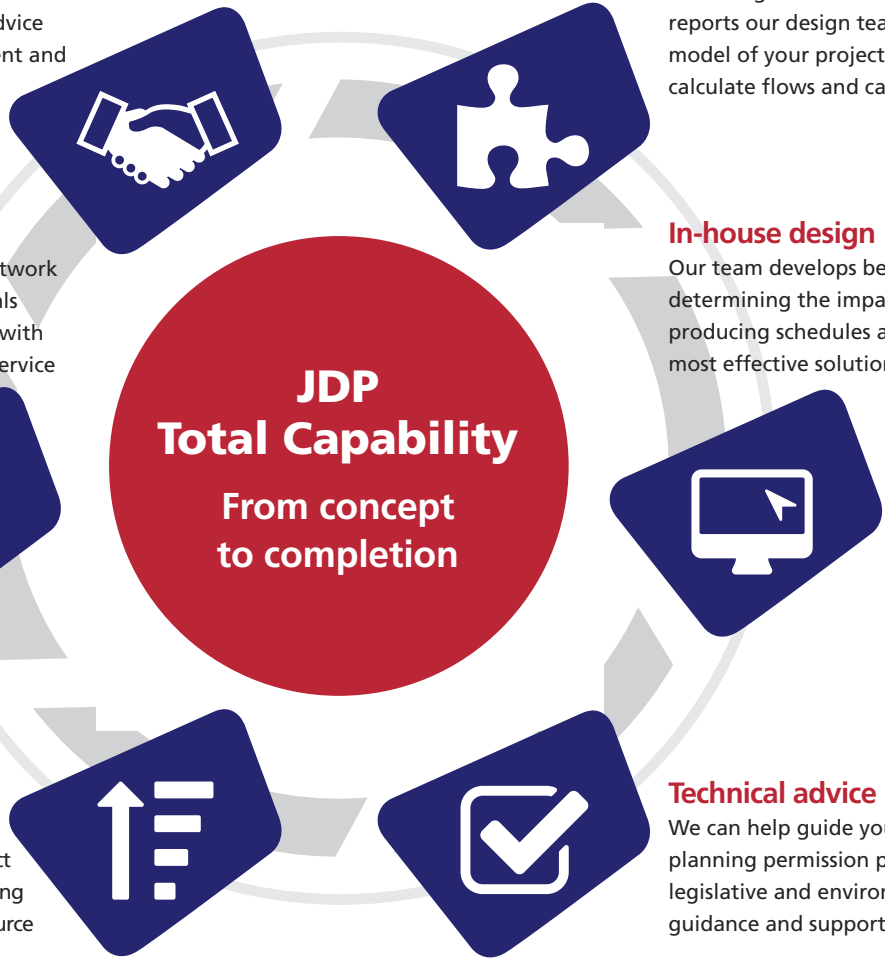 dvice
ent and
reports our design tea
model of your project
calculate flows and ca
twork
als
with
ervice
In-house design
Our team develops be
determining the impa
producing schedules a
most effective solution
JDP
Total Capability
From concept
to completion
ct
ng
urce
Technical advice
We can help guide you
planning permission p
legislative and environ
guidance and support